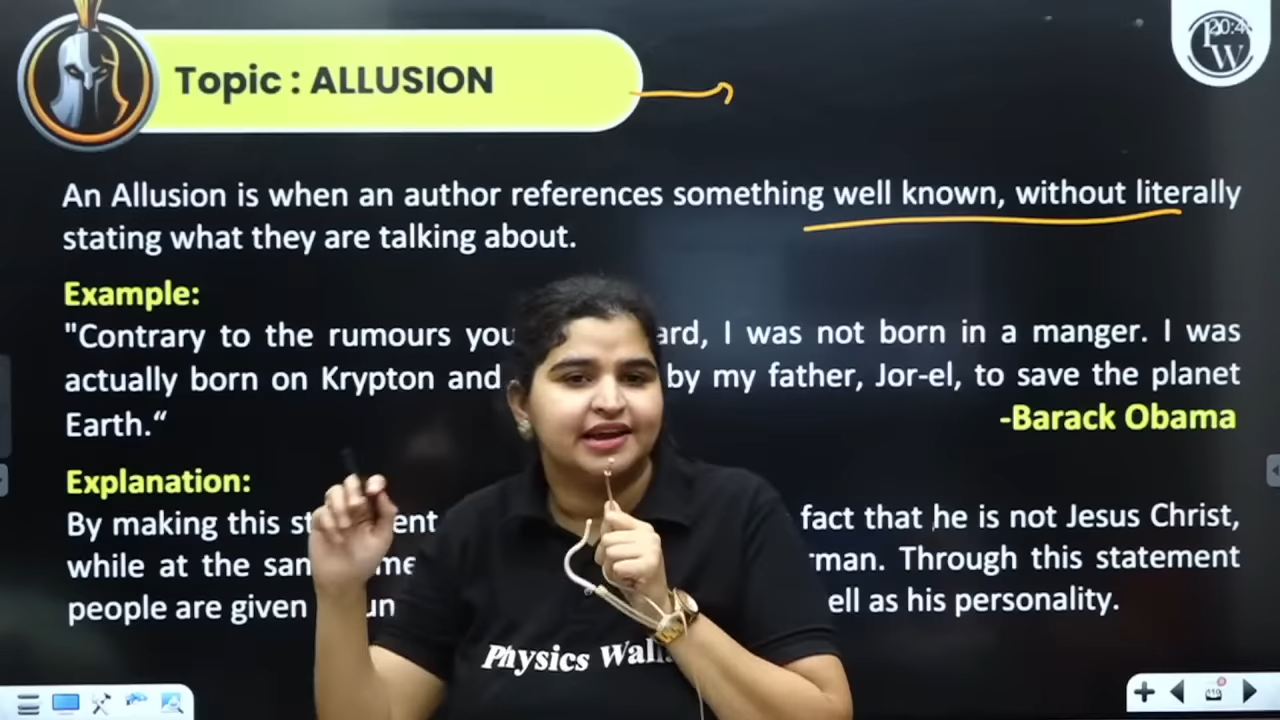 Topic : ALLUSION
20:4
PW
An Allusion is when an author references something well known, without literally
stating what they are talking about.
Example:
"Contrary to the rumours you ard, I was not born in a manger. I was
actually born on Krypton and by my father, Jor-el, to save the planet
Earth.“
-Barack Obama
Explanation:
By making this st ent fact that he is not Jesus Christ,
while at the sam me rman. Through this statement
people are given un ell as his personality.
Physics Wall